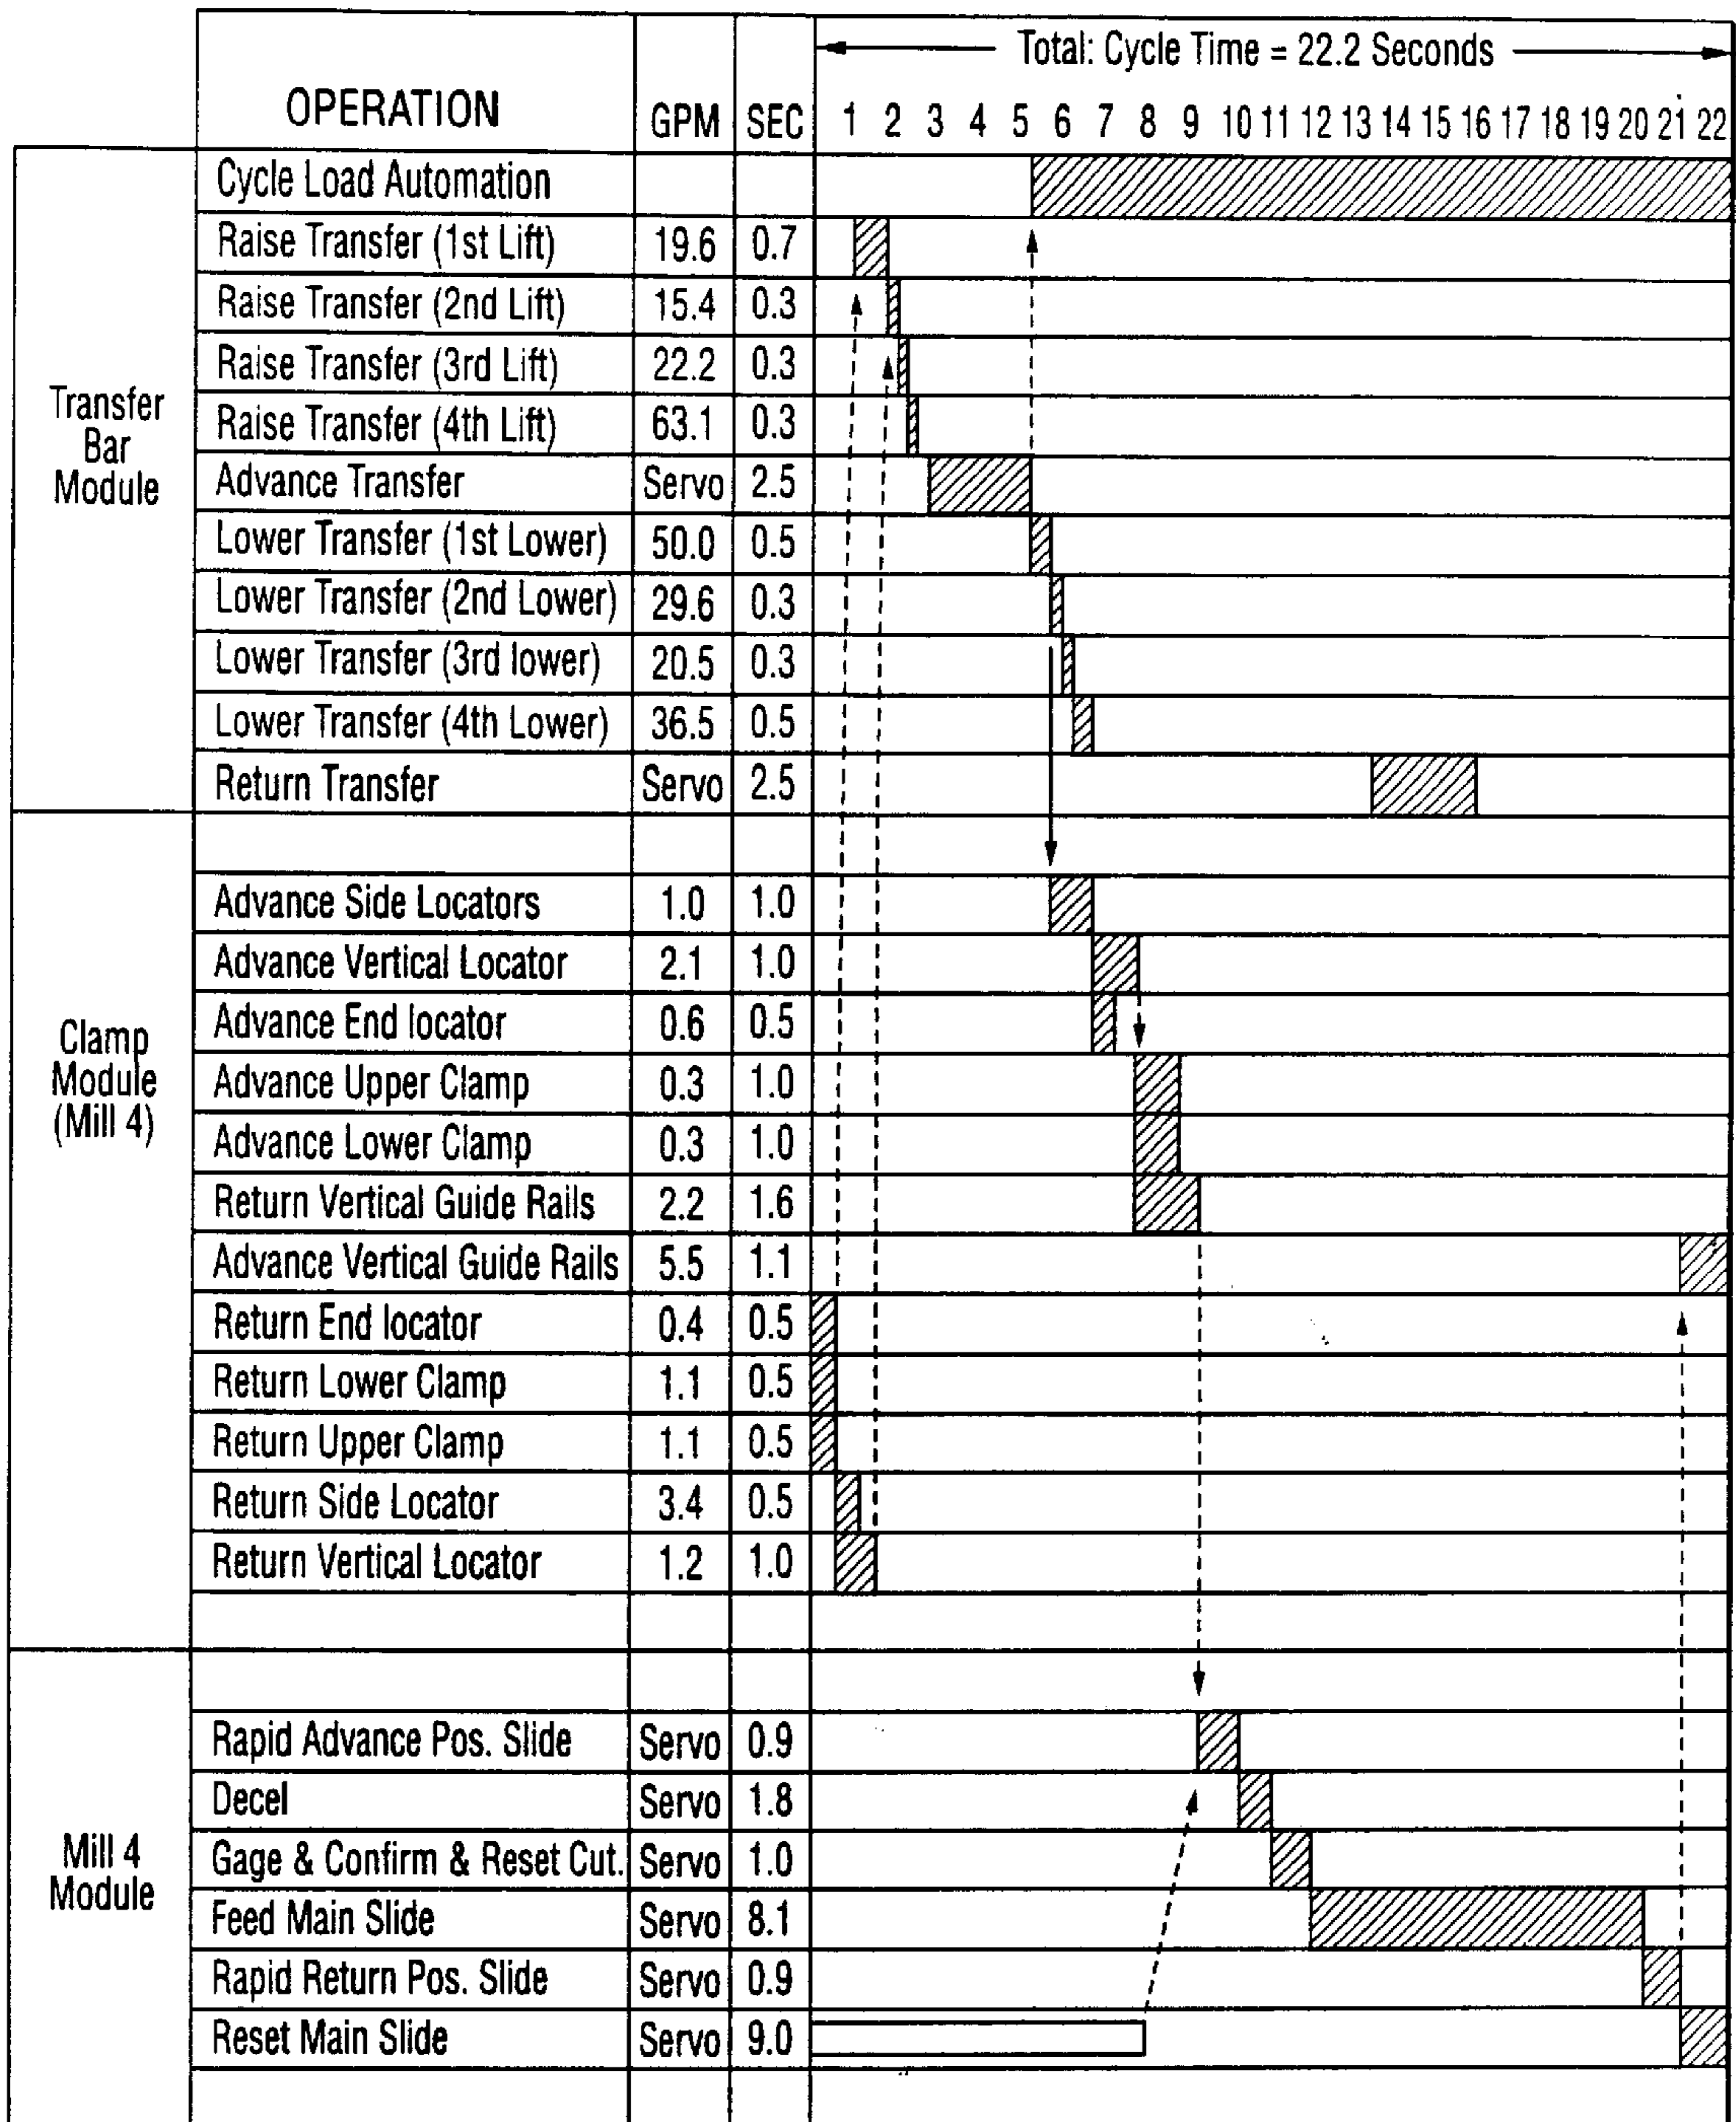 Total: Cycle Time = 22.2 Seconds
OPERATION GPM SEC 1 2 3 4 5 6 7 8 9 10 11 12 13 14 15 16 17 18 19 20 21 22
Transfer
Bar
Module
Cycle Load Automation
Raise Transfer (1st Lift) 19.6 0.7
Raise Transfer (2nd Lift) 15.4 0.3
Raise Transfer (3rd Lift) 22.2 0.3
Raise Transfer (4th Lift) 63.1 0.3
Advance Transfer Servo 2.5
Lower Transfer (1st Lower) 50.0 0.5
Lower Transfer (2nd Lower) 29.6 0.3
Lower Transfer (3rd lower) 20.5 0.3
Lower Transfer (4th Lower) 36.5 0.5
Return Transfer Servo 2.5
Clamp
Module
(Mill 4)
Advance Side Locators 1.0 1.0
Advance Vertical Locator 2.1 1.0
Advance End locator 0.6 0.5
Advance Upper Clamp 0.3 1.0
Advance Lower Clamp 0.3 1.0
Return Vertical Guide Rails 2.2 1.6
Advance Vertical Guide Rails 5.5 1.1
Return End locator 0.4 0.5
Return Lower Clamp 1.1 0.5
Return Upper Clamp 1.1 0.5
Return Side Locator 3.4 0.5
Return Vertical Locator 1.2 1.0
Mill 4
Module
Rapid Advance Pos. Slide Servo 0.9
Decel Servo 1.8
Gage & Confirm & Reset Cut. Servo 1.0
Feed Main Slide Servo 8.1
Rapid Return Pos. Slide Servo 0.9
Reset Main Slide Servo 9.0